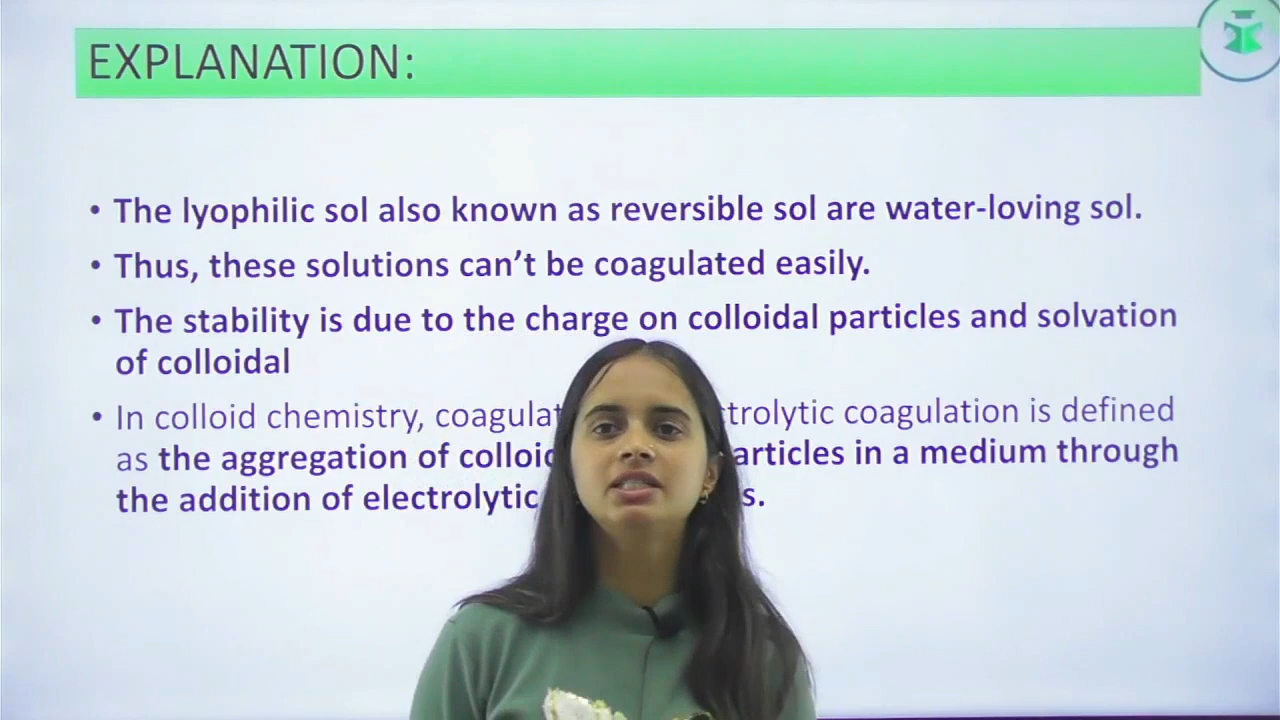 EXPLANATION:
• The lyophilic sol also known as reversible sol are water-loving sol.
• Thus, these solutions can't be coagulated easily.
• The stability is due to the charge on colloidal particles and solvation
of colloidal
• In colloid chemistry, coagulat trolytic coagulation is defined
as the aggregation of colloid articles in a medium through
the addition of electrolytic s.